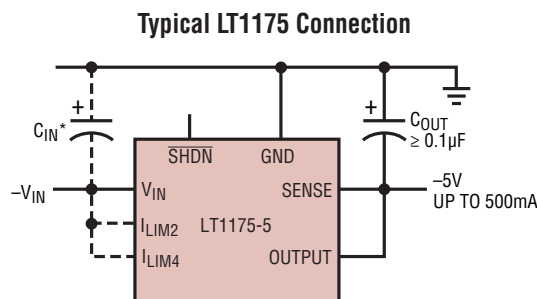 Typical LT1175 Connection
+
C_IN*
+
C_OUT
≥ 0.1µF
SHDN
GND
–V_IN
V_IN
SENSE
–5V
UP TO 500mA
I_LIM2
LT1175-5
I_LIM4
OUTPUT